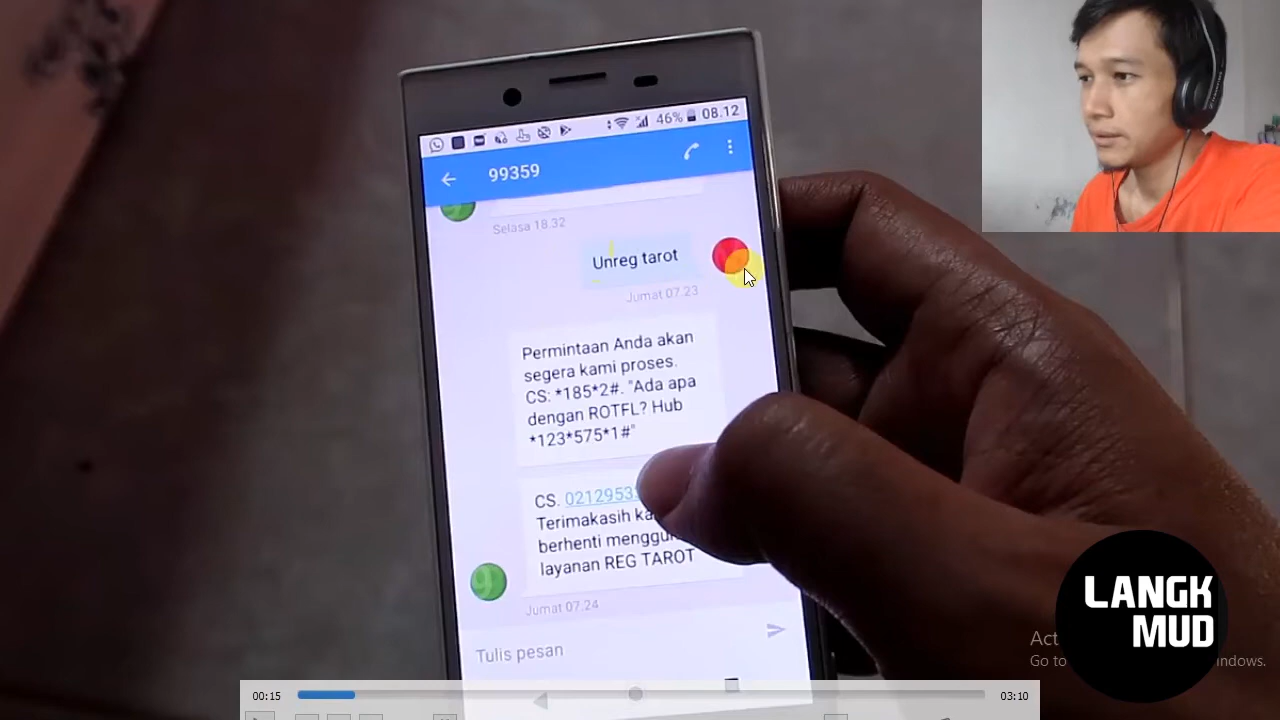 46% 08.12
99359
Selasa 18.32
Unreg tarot
Jumat 07.23
Permintaan Anda akan
segera kami proses.
CS: *185*2#. "Ada apa
dengan ROTFL? Hub
*123*575*1#"
CS.
Terimakasih
berhenti
layanan REG TAROT
Jumat 07.24
Tulis pesan
LANGK
MUD
Go to
00:15
03:10